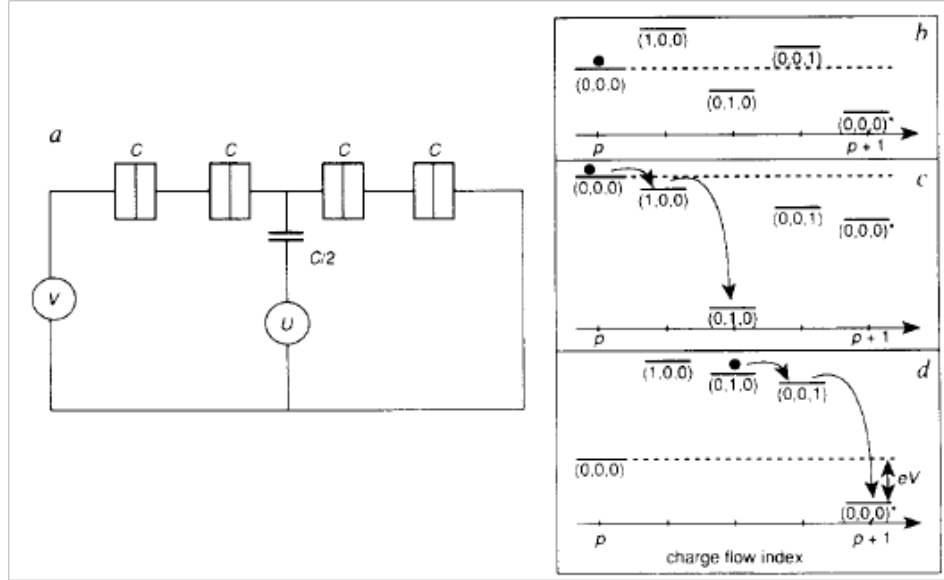 a
C
C
C
C
C/2
V
U
b
(1,0,0)
(0,0,1)
(0,0,0)
(0,1,0)
(0,0,0)*
p
p + 1
c
(0,0,0)
(1,0,0)
(0,0,1)
(0,0,0)*
(0,1,0)
p
p + 1
d
(1,0,0)
(0,1,0)
(0,0,1)
(0,0,0)
eV
(0,0,0)*
p
p + 1
charge flow index